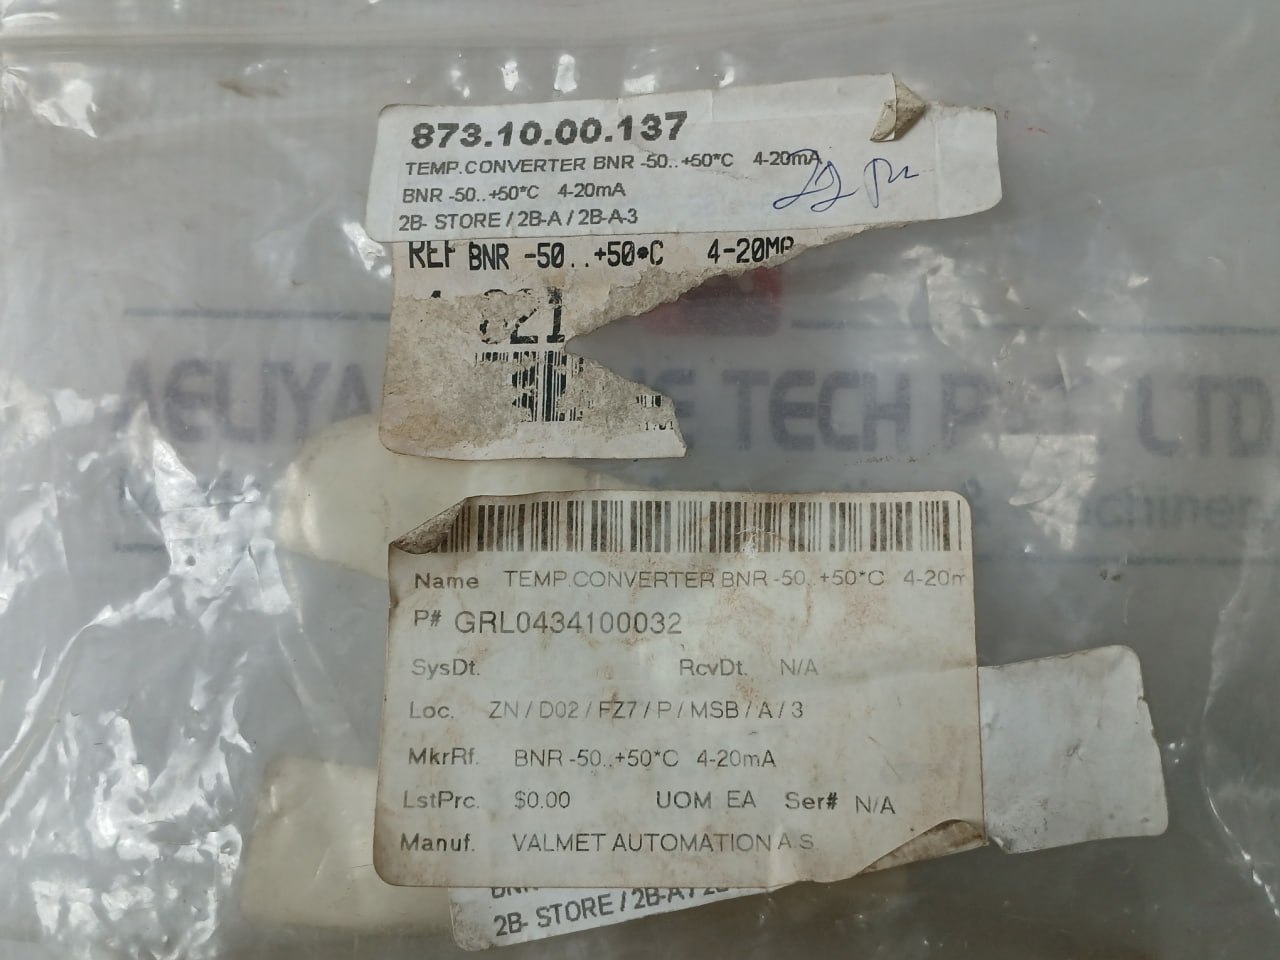 873.10.00.137
TEMP.CONVERTER BNR -50..+50*C 4-20mA
BNR -50..+50*C 4-20mA
2B- STORE / 2B-A / 2B-A-3
REF BNR -50..+50*C 4-20MA
821
TECH LTD
Name TEMP.CONVERTER BNR -50..+50*C 4-20m
P# GRL0434100032
SysDt. RcvDt. N/A
Loc. ZN / D02 / FZ7 / P / MSB / A / 3
MkrRf. BNR -50..+50*C 4-20mA
LstPrc. $0.00 UOM EA Ser# N/A
Manuf. VALMET AUTOMATION A.S.
2B- STORE / 2B-A /